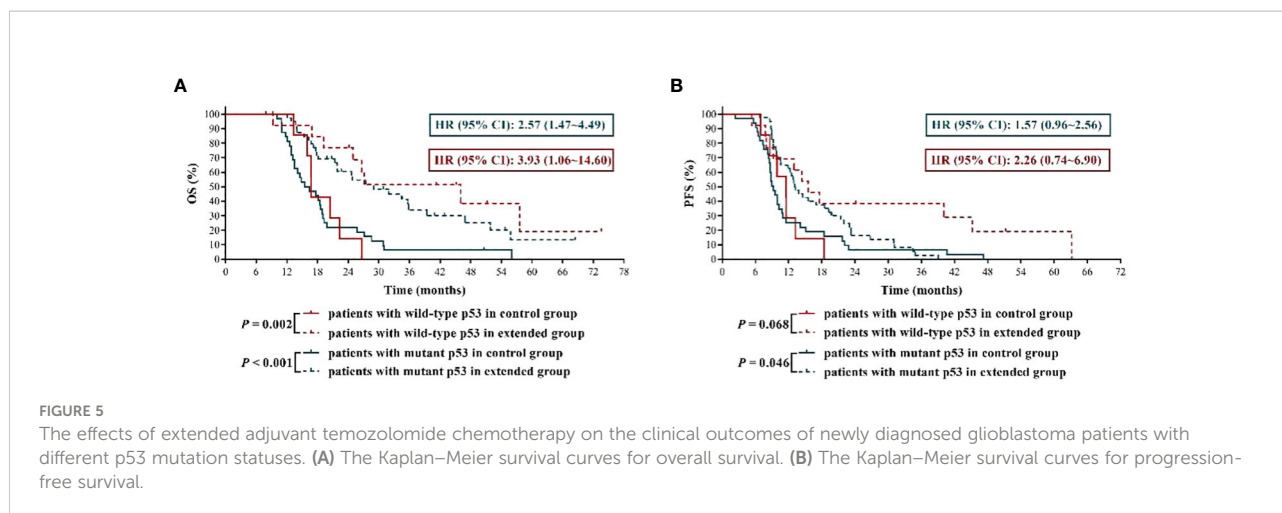 A
100
90
80
70
60
50
40
30
20
10
0
OS (%)
HR (95% CI): 2.57 (1.47~4.49)
HR (95% CI): 3.93 (1.06~14.60)
0 6 12 18 24 30 36 42 48 54 60 66 72 78
Time (months)
P = 0.002
patients with wild-type p53 in control group
patients with wild-type p53 in extended group
P < 0.001
patients with mutant p53 in control group
patients with mutant p53 in extended group
B
100
90
80
70
60
50
40
30
20
10
0
PFS (%)
HR (95% CI): 1.57 (0.96~2.56)
HR (95% CI): 2.26 (0.74~6.90)
0 6 12 18 24 30 36 42 48 54 60 66 72
Time (months)
P = 0.068
patients with wild-type p53 in control group
patients with wild-type p53 in extended group
P = 0.046
patients with mutant p53 in control group
patients with mutant p53 in extended group
FIGURE 5
The effects of extended adjuvant temozolomide chemotherapy on the clinical outcomes of newly diagnosed glioblastoma patients with
different p53 mutation statuses. (A) The Kaplan–Meier survival curves for overall survival. (B) The Kaplan–Meier survival curves for progression-
free survival.